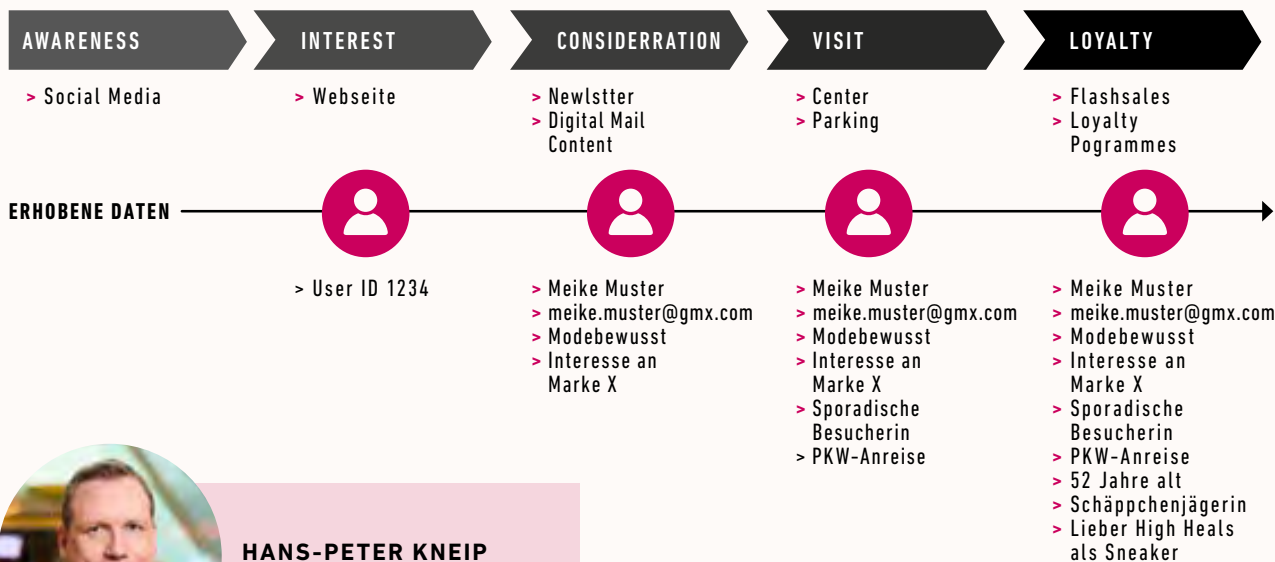 AWARENESS
INTEREST
CONSIDERRATION
VISIT
LOYALTY
> Social Media
> Webseite
> Newlstter
> Digital Mail
Content
> Center
> Parking
> Flashsales
> Loyalty
Pogrammes
ERHOBENE DATEN
> User ID 1234
> Meike Muster
> meike.muster@gmx.com
> Modebewusst
> Interesse an
Marke X
> Meike Muster
> meike.muster@gmx.com
> Modebewusst
> Interesse an
Marke X
> Sporadische
Besucherin
> PKW-Anreise
> Meike Muster
> meike.muster@gmx.com
> Modebewusst
> Interesse an
Marke X
> Sporadische
Besucherin
> PKW-Anreise
> 52 Jahre alt
> Schäppchenjägerin
> Lieber High Heals
als Sneaker
HANS-PETER KNEIP